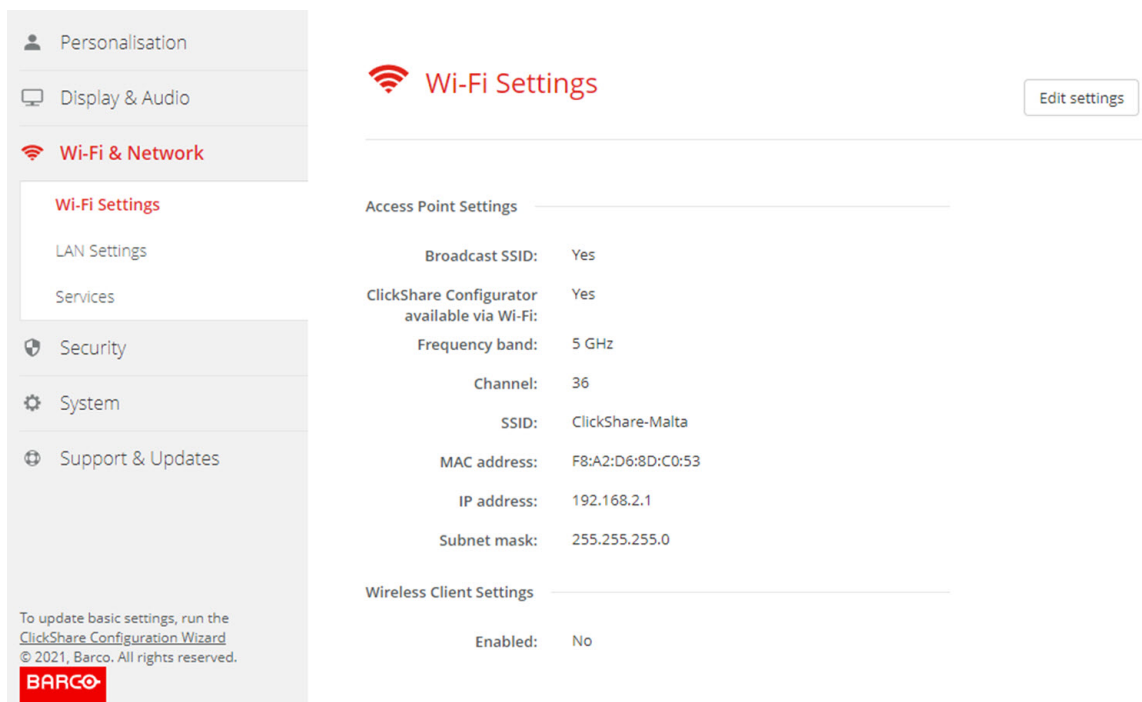 Personalisation
Display & Audio
Wi-Fi & Network
Wi-Fi Settings
LAN Settings
Services
Security
System
Support & Updates
To update basic settings, run the
ClickShare Configuration Wizard
© 2021, Barco. All rights reserved.
BARCO
Wi-Fi Settings
Edit settings
Access Point Settings
Broadcast SSID: Yes
ClickShare Configurator Yes
available via Wi-Fi:
Frequency band: 5 GHz
Channel: 36
SSID: ClickShare-Malta
MAC address: F8:A2:D6:8D:C0:53
IP address: 192.168.2.1
Subnet mask: 255.255.255.0
Wireless Client Settings
Enabled: No